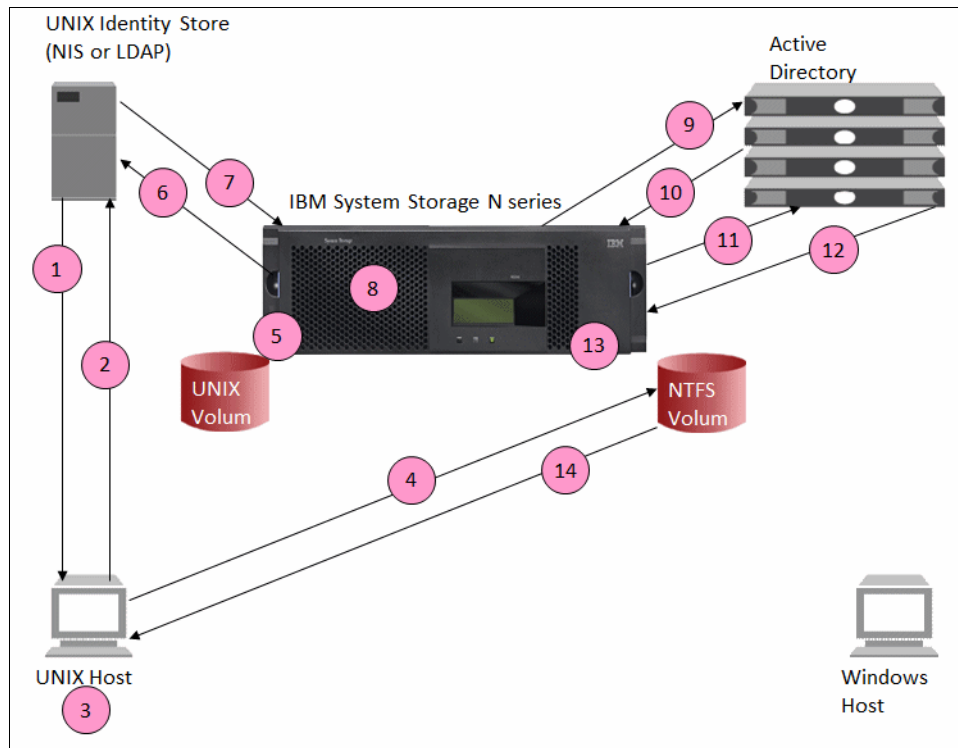 UNIX Identity Store
(NIS or LDAP)
Active
Directory
9
7
6
10
IBM System Storage N series
11
12
1
IBM
8
5
13
2
UNIX
Volum
NTFS
Volum
4
14
UNIX Host
3
Windows
Host